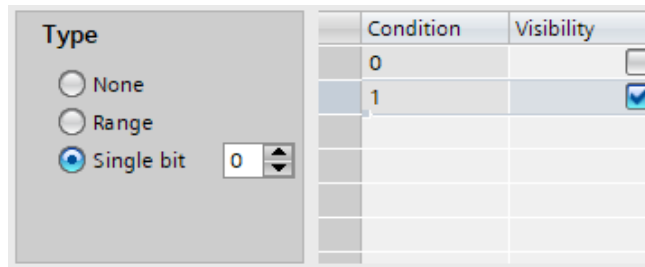 Type
None
Range
Single bit 0
Condition Visibility
0
1